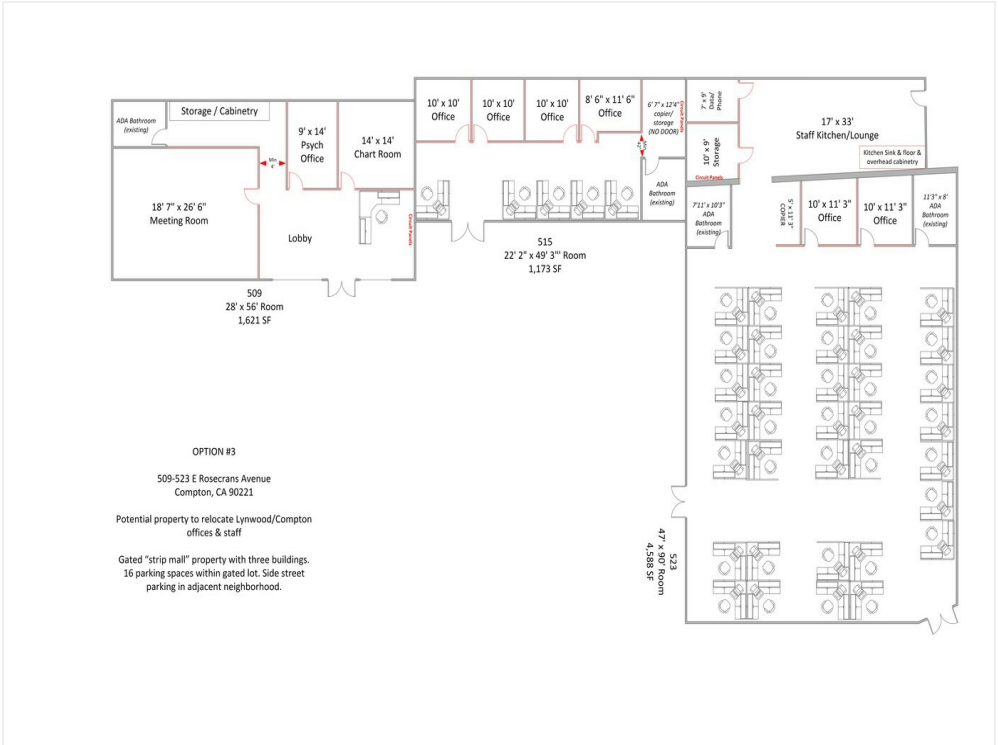 ADA Bathroom
(existing)
Storage / Cabinetry
9' x 14'
Psych
Office
14' x 14'
Chart Room
Min
4'
18' 7" x 26' 6"
Meeting Room
Lobby
Circuit Panels
509
28' x 56' Room
1,621 SF
10' x 10'
Office
10' x 10'
Office
10' x 10'
Office
8' 6" x 11' 6"
Office
6' 7" x 12'4"
copier/
storage
(NO DOOR)
Circuit Panels
Min
42"
ADA
Bathroom
(existing)
515
22' 2" x 49' 3"' Room
1,173 SF
7' x 9'
Data/
Phone
10' x 9'
Storage
Circuit Panels
17' x 33'
Staff Kitchen/Lounge
Kitchen Sink & floor &
overhead cabinetry
7'11' x 10'3"
ADA
Bathroom
(existing)
5' x 11' 3"
COPIER
10' x 11' 3"
Office
10' x 11' 3"
Office
11'3" x 8'
ADA
Bathroom
(existing)
523
47' x 90' Room
4,588 SF
OPTION #3
509-523 E Rosecrans Avenue
Compton, CA 90221
Potential property to relocate Lynwood/Compton
offices & staff
Gated “strip mall” property with three buildings.
16 parking spaces within gated lot. Side street
parking in adjacent neighborhood.